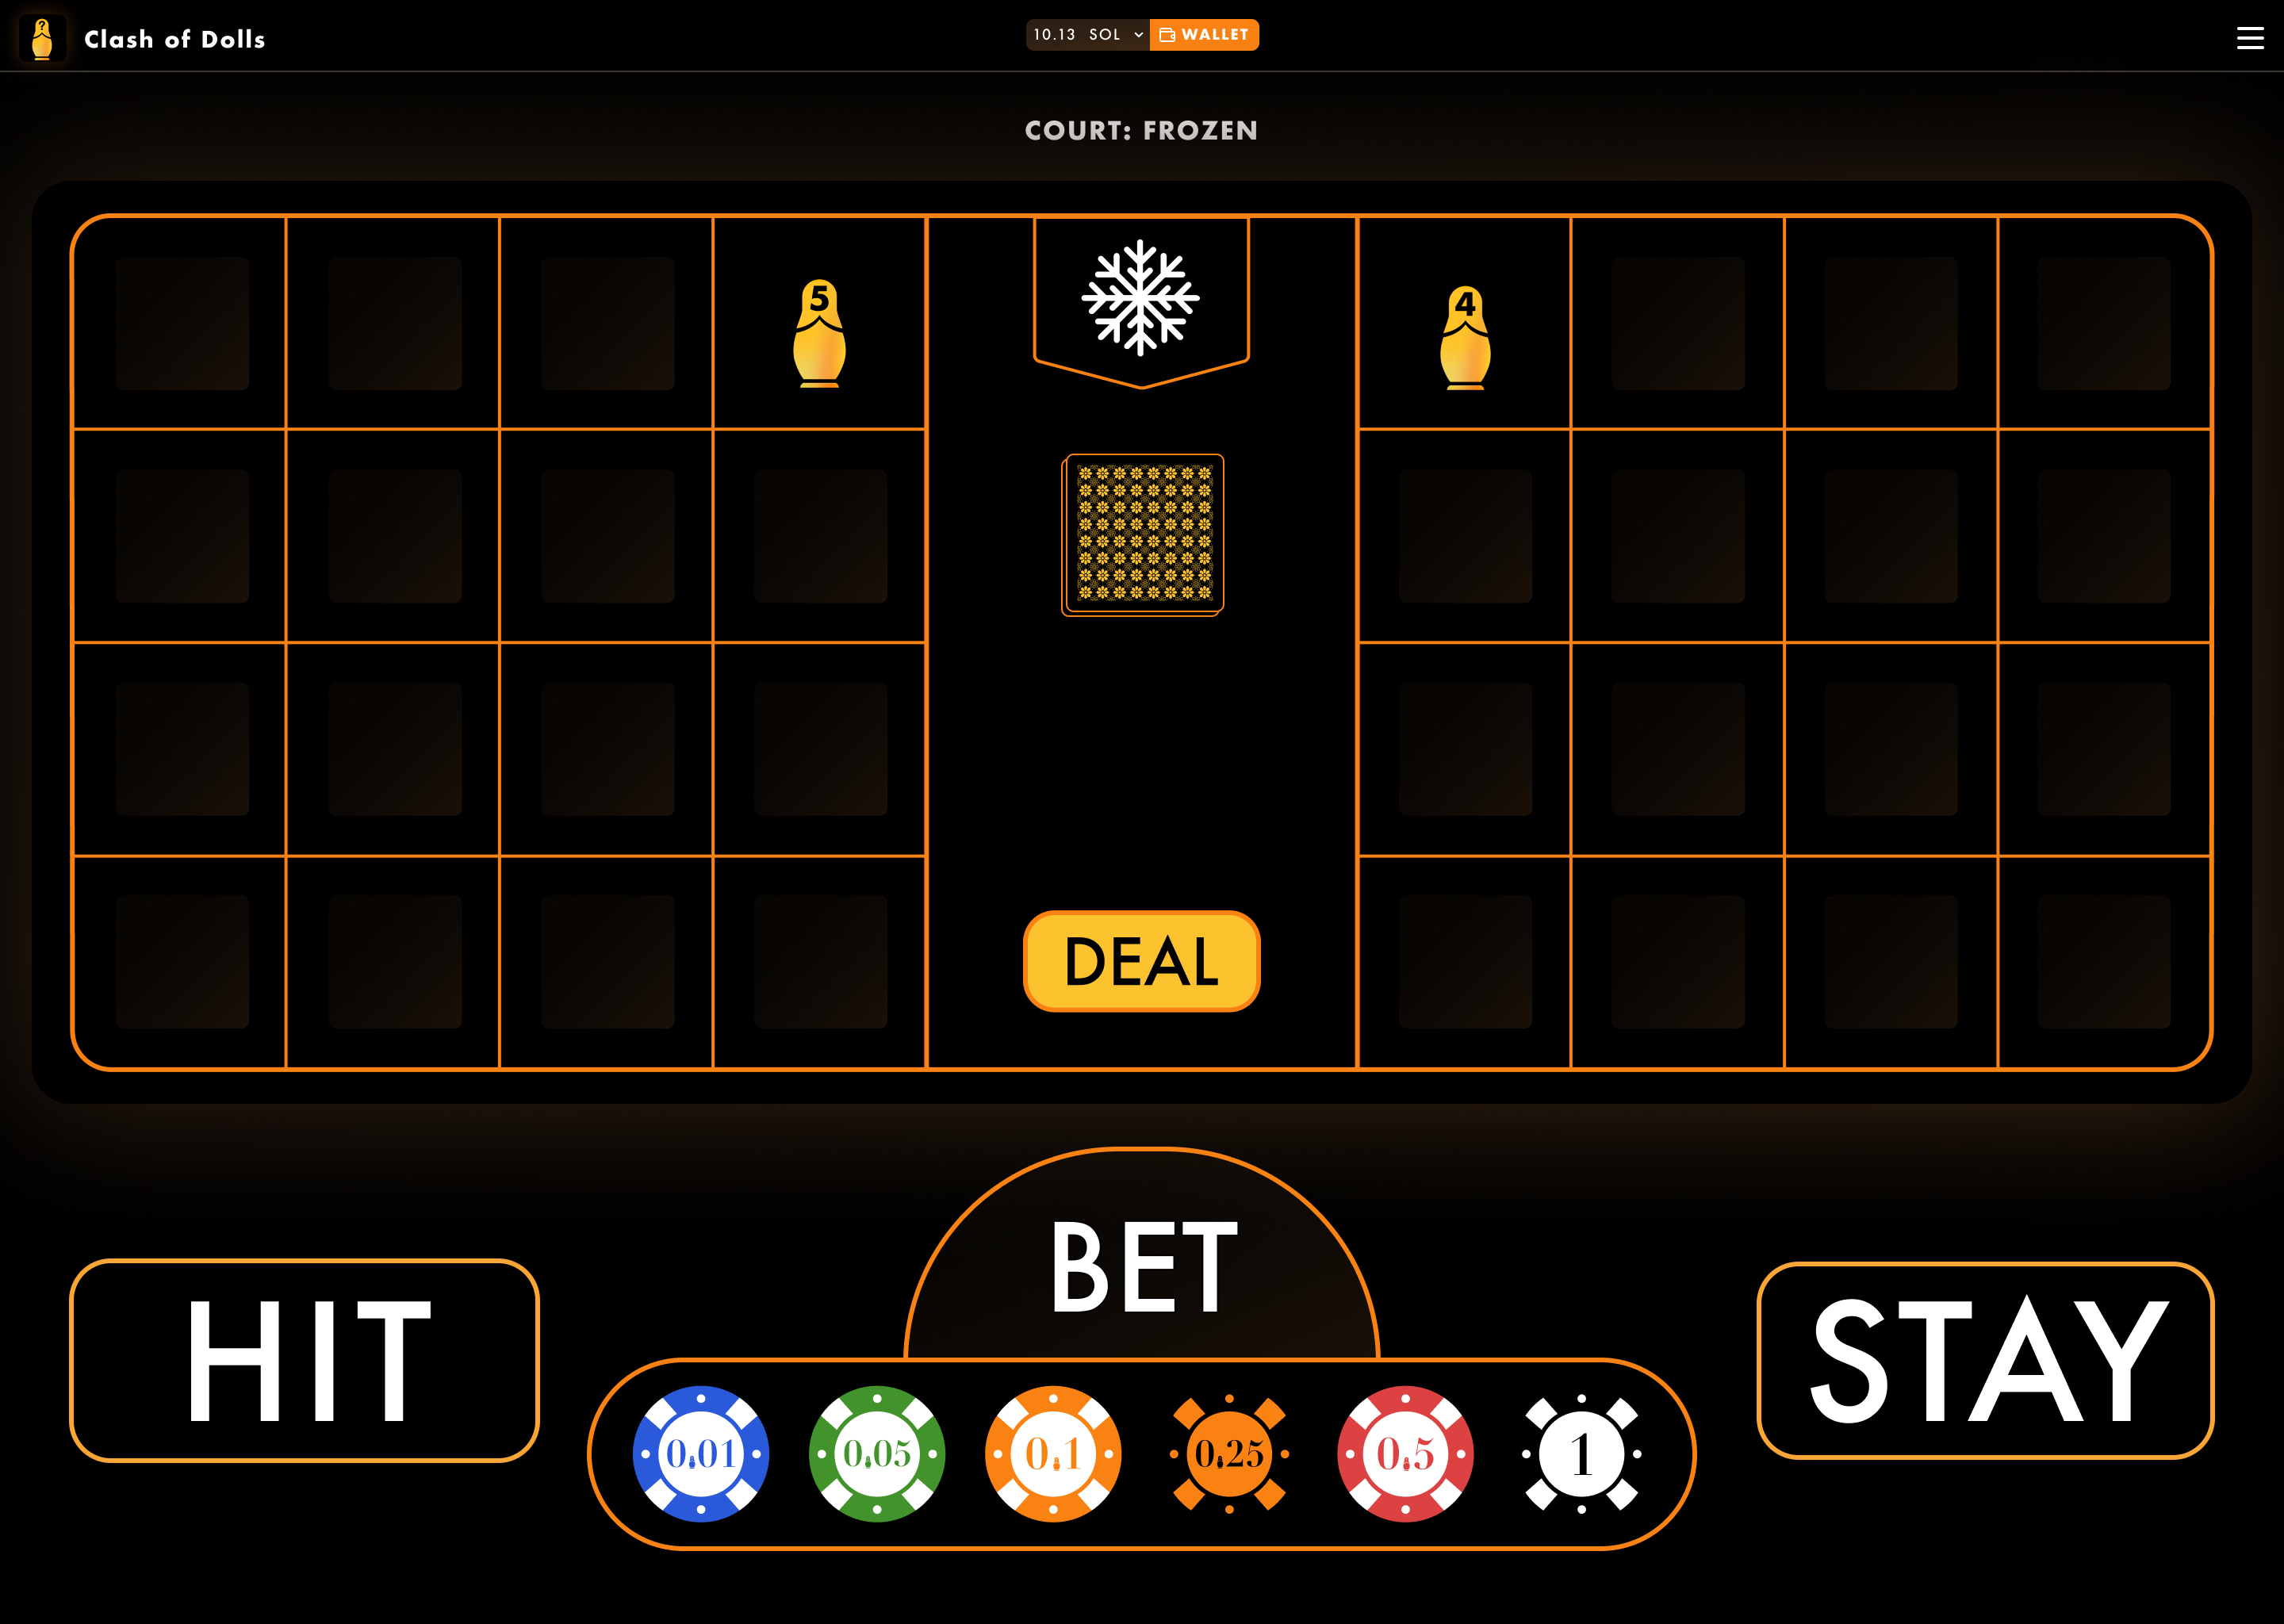 ?
Clash of Dolls
10.13 SOL
WALLET
COURT: FROZEN
5
4
DEAL
BET
HIT
STAY
0.01
0.05
0.1
0.25
0.5
1